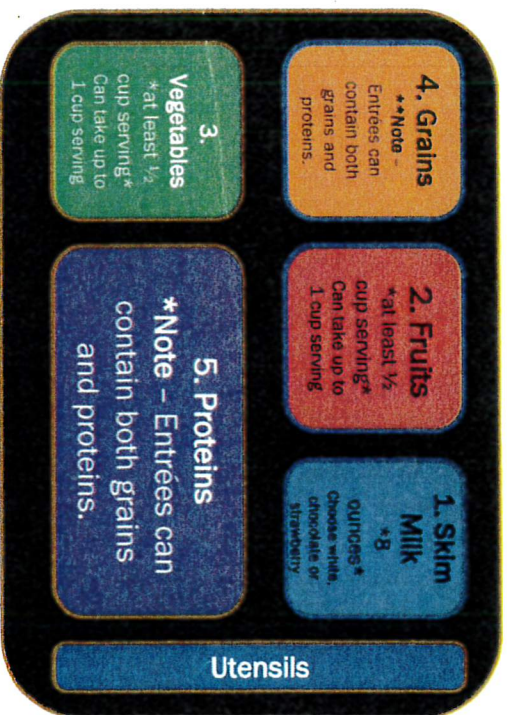 4. Grains
**Note –
Entrées can
contain both
grains and
proteins.
2. Fruits
*at least ½
cup serving*
Can take up to
1 cup serving
1. Skim
Milk
*8
ounces*
Choose white,
chocolate or
strawberry
3.
Vegetables
*at least ½
cup serving*
Can take up to
1 cup serving
5. Proteins
*Note – Entrées can
contain both grains
and proteins.
Utensils